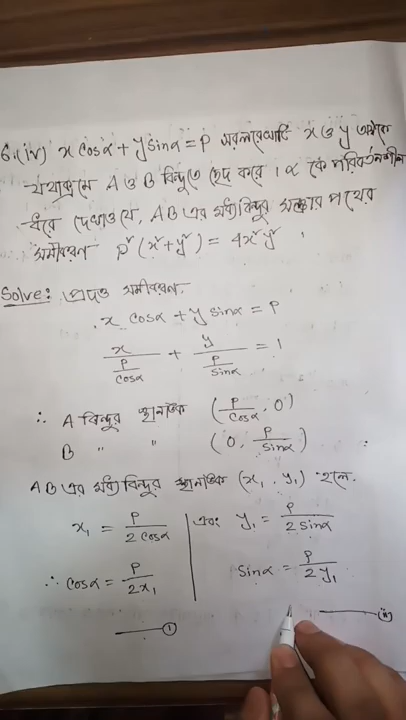 6.(iv) x cosα + y sinα = P সরলরেখাটি x ও y অক্ষকে
যথাক্রমে A ও B বিন্দুতে ছেদ করে। α কে পরিবর্তনশীল
ধরে দেখাও যে, AB এর মধ্যবিন্দুর সঞ্চার পথের
সমীকরণ P²(x²+y²) = 4x²y² ।
Solve: প্রদত্ত সমীকরণ,
x cosα + y sinα = P
x/(P/cosα) + y/(P/sinα) = 1
∴ A বিন্দুর স্থানাঙ্ক (P/cosα, 0)
B " " (0, P/sinα)
AB এর মধ্যবিন্দুর স্থানাঙ্ক (x₁, y₁) হলে,
x₁ = P/2cosα এবং y₁ = P/2sinα
∴ cosα = P/2x₁ sinα = P/2y₁
—(i) —(ii)